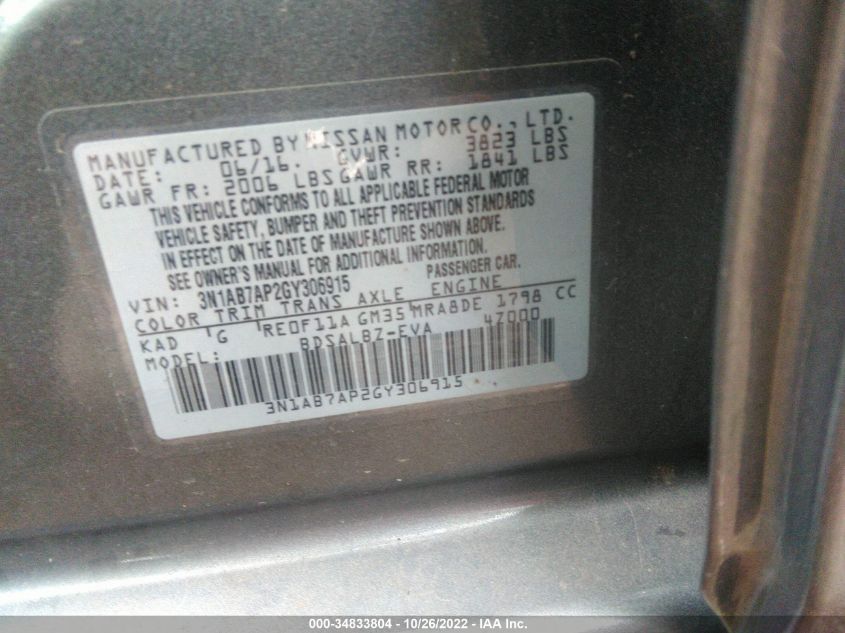 MANUFACTURED BY NISSAN MOTOR CO., LTD.
DATE: 06/16. GVWR: 3823 LBS
GAWR FR: 2006 LBS GAWR RR: 1841 LBS
THIS VEHICLE CONFORMS TO ALL APPLICABLE FEDERAL MOTOR
VEHICLE SAFETY, BUMPER AND THEFT PREVENTION STANDARDS
IN EFFECT ON THE DATE OF MANUFACTURE SHOWN ABOVE.
SEE OWNER'S MANUAL FOR ADDITIONAL INFORMATION.
VIN: 3N1AB7AP2GY306915 PASSENGER CAR.
COLOR TRIM TRANS AXLE ENGINE
KAD G RE0F11A GM35 MRA8DE 1798 CC
MODEL: BDSALBZ-EVA 47000
3N1AB7AP2GY306915
000-34833804 - 10/26/2022 - IAA Inc.